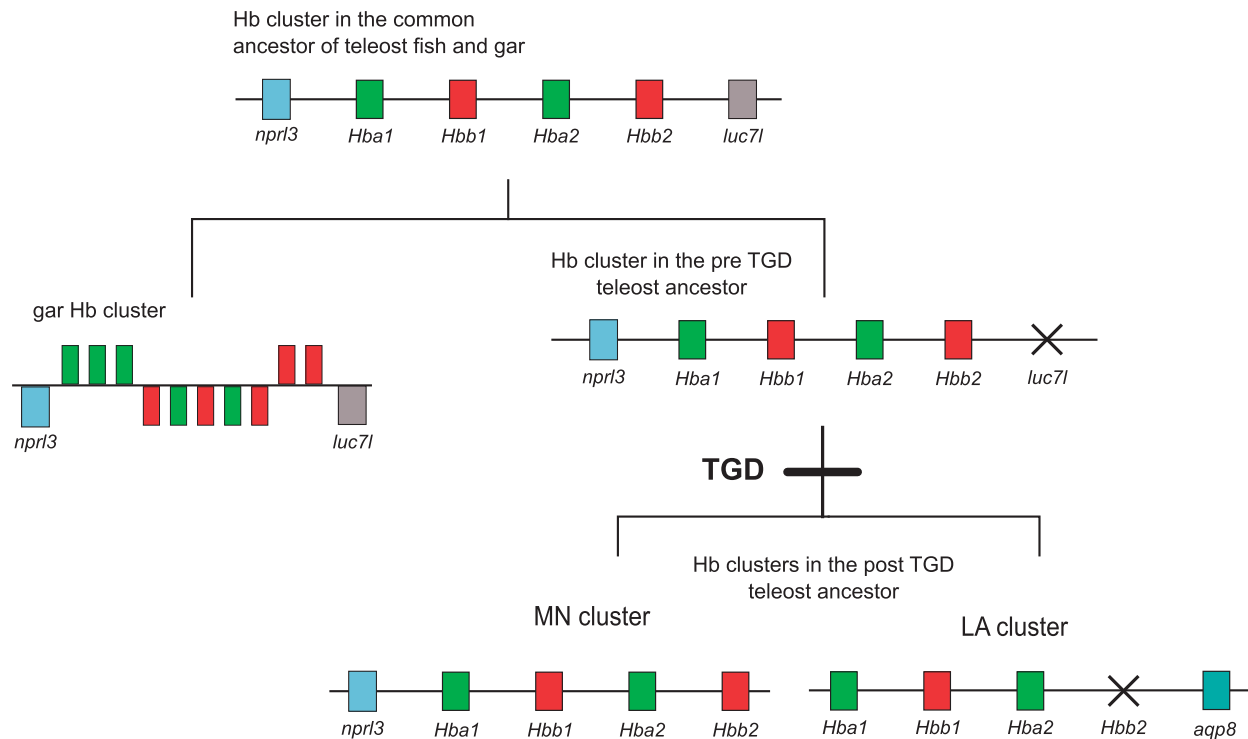 Hb cluster in the common
ancestor of teleost fish and gar
nprl3 Hba1 Hbb1 Hba2 Hbb2 luc7l
Hb cluster in the pre TGD
teleost ancestor
gar Hb cluster
nprl3 Hba1 Hbb1 Hba2 Hbb2 luc7l
nprl3 luc7l
TGD
Hb clusters in the post TGD
teleost ancestor
MN cluster
LA cluster
nprl3 Hba1 Hbb1 Hba2 Hbb2 Hba1 Hbb1 Hba2 Hbb2 aqp8